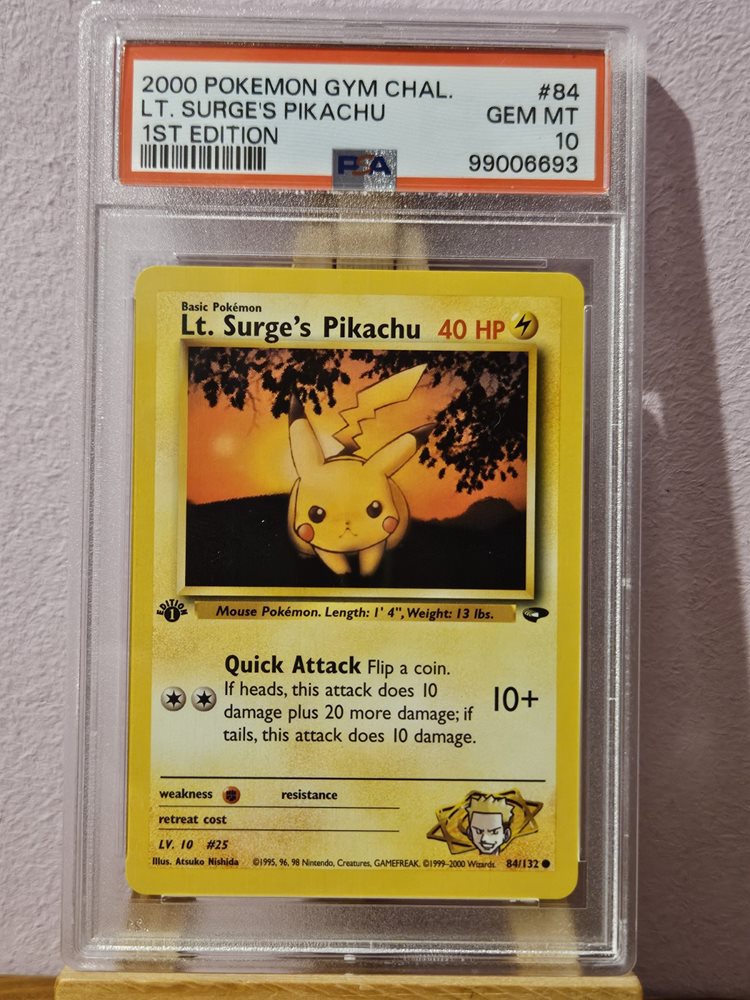 2000 POKEMON GYM CHAL. #84
LT. SURGE'S PIKACHU GEM MT
1ST EDITION 10
PSA 99006693
Basic Pokémon
Lt. Surge's Pikachu 40 HP
EDITION
1
Mouse Pokémon. Length: 1' 4", Weight: 13 lbs.
Quick Attack Flip a coin.
If heads, this attack does 10
damage plus 20 more damage; if
tails, this attack does 10 damage.
10+
weakness resistance
retreat cost
LV. 10 #25
Illus. Atsuko Nishida ©1995, 96, 98 Nintendo, Creatures, GAMEFREAK. ©1999-2000 Wizards. 84/132